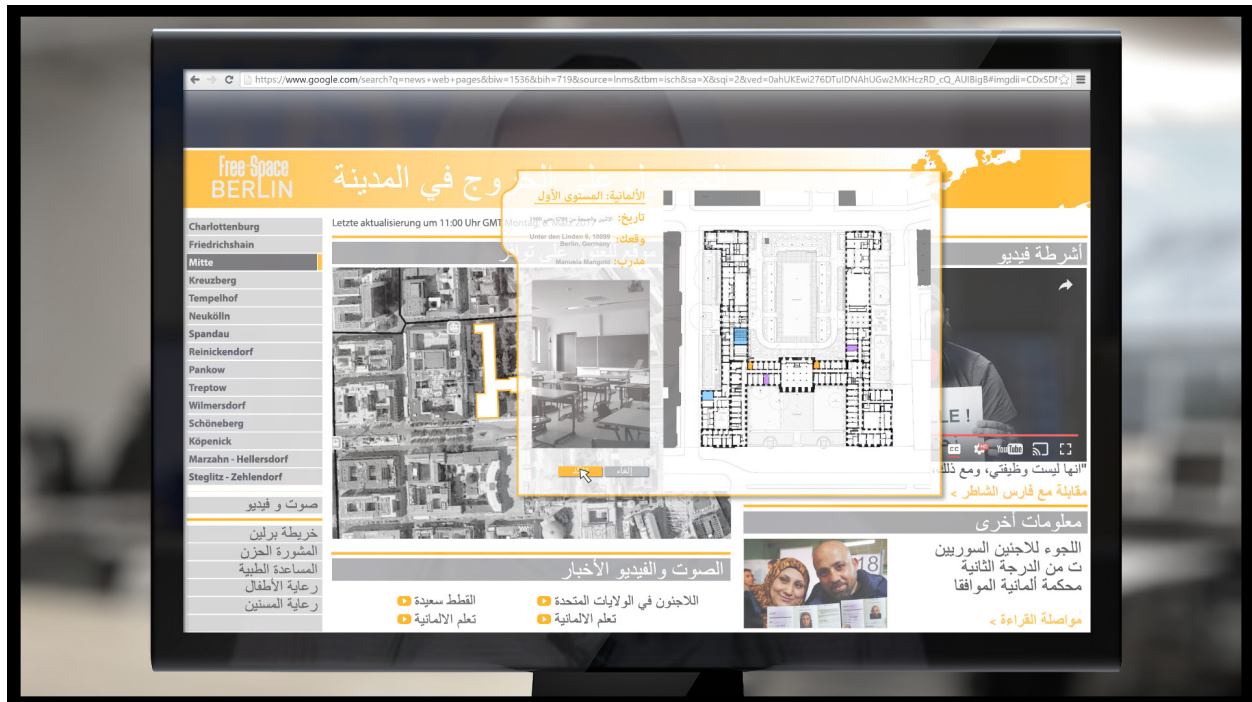 https://www.google.com/search?q=news+web+pages&biw=1536&bih=719&source=lnms&tbm=isch&sa=X&sqi=2&ved=0ahUKEwi276DTuIDNAhUGw2MKHczRD_cQ_AUIBigB#imgdii=CDxSDf
Free-Space
BERLIN
في المدينة
Letzte aktualisierung um 11:00 Uhr GMT
Charlottenburg
Friedrichshain
Mitte
Kreuzberg
Tempelhof
Neukölln
Spandau
Reinickendorf
Pankow
Treptow
Wilmersdorf
Schöneberg
Köpenick
Marzahn - Hellersdorf
Steglitz - Zehlendorf
صوت و فيديو
خريطة برلين
المشورة الحزن
المساعدة الطبية
رعاية الأطفال
رعاية المسنين
الألمانية: المستوى الأول
تاريخ:
وقعك: Unter den Linden 6, 10099
Berlin, Germany
مدرب: Manuela Mangold
إلغاء
أشرطة فيديو
LE !
CC HD YouTube
"انها ليست وظيفتي، ومع ذلك
مقابلة مع فارس الشاطر >
معلومات أخرى
اللجوء للاجئين السوريين
ت من الدرجة الثانية
محكمة ألمانية الموافقا
مواصلة القراءة >
18
الصوت والفيديو الأخبار
اللاجئون في الولايات المتحدة
القطط سعيدة
تعلم الالمانية
تعلم الالمانية